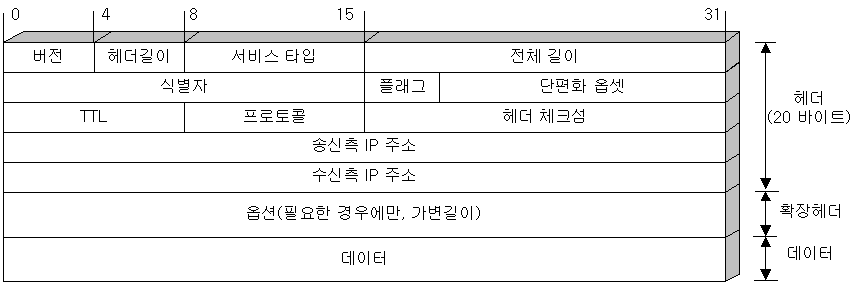 0 4 8 15 31
버전 헤더길이 서비스 타입 전체 길이
식별자 플래그 단편화 옵셋
TTL 프로토콜 헤더 체크섬
송신측 IP 주소
수신측 IP 주소
옵션(필요한 경우에만, 가변길이)
데이터
헤더
(20 바이트)
확장헤더
데이터